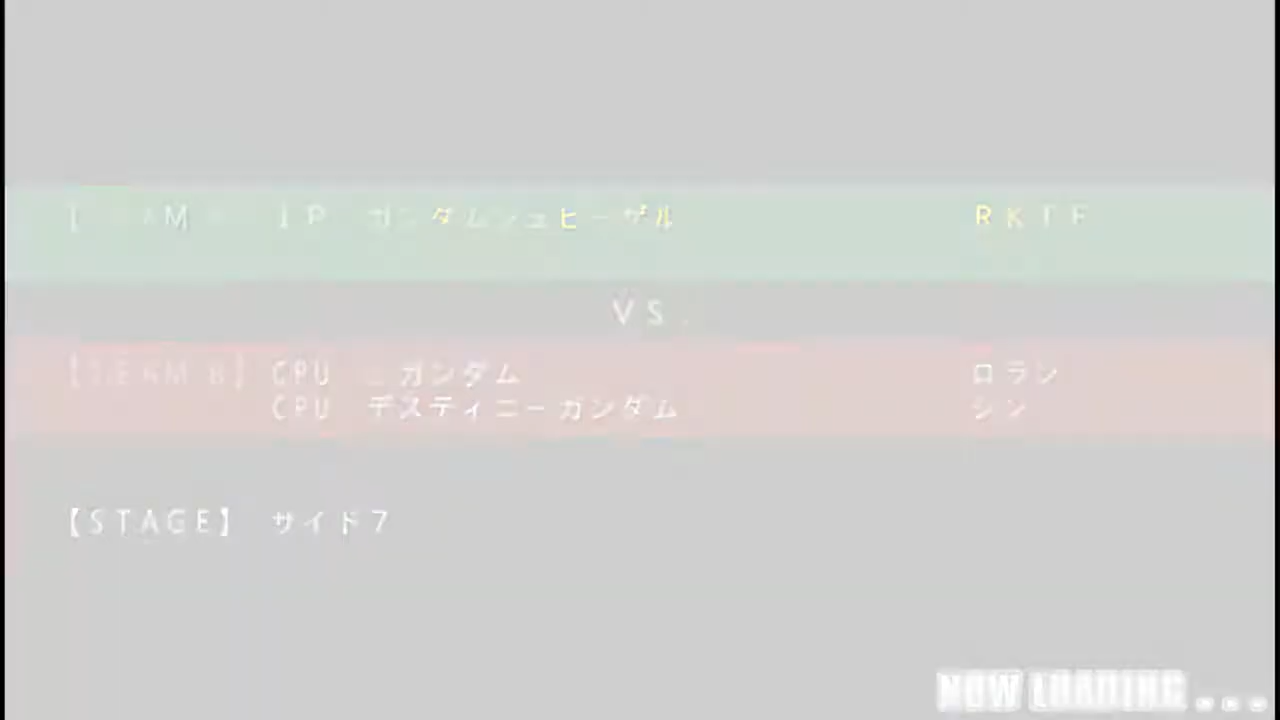 1P ガンダムシュピーゲル
VS.
【TEAM B】 CPU ガンダム ロラン
CPU デスティニーガンダム シン
【STAGE】 サイド7
NOW LOADING...